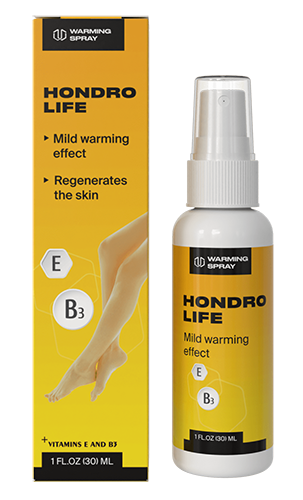 WARMING
SPRAY
HONDRO
LIFE
▸ Mild warming
effect
▸ Regenerates
the skin
E
B3
+VITAMINS E AND B3
1 FL.OZ (30) ML
WARMING
SPRAY
HONDRO
LIFE
Mild warming
effect
E
B3
1 FL.OZ (30) ML